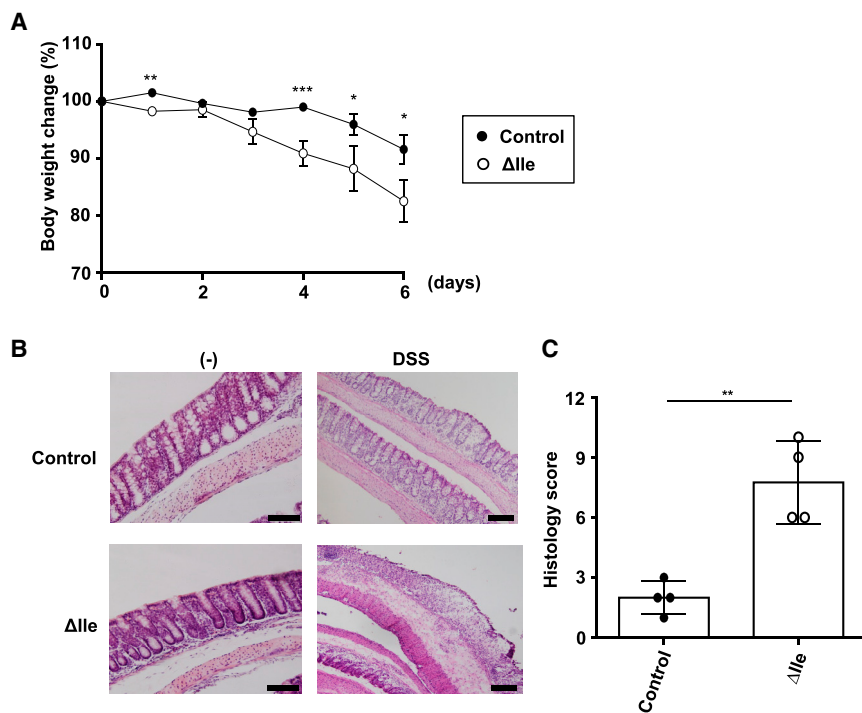 A
Body weight change (%)
110
100
90
80
70
**
***
*
*
0
2
4
6
(days)
Control
ΔIle
B
(-)
DSS
Control
ΔIle
C
Histology score
12
9
6
3
0
**
Control
ΔIle